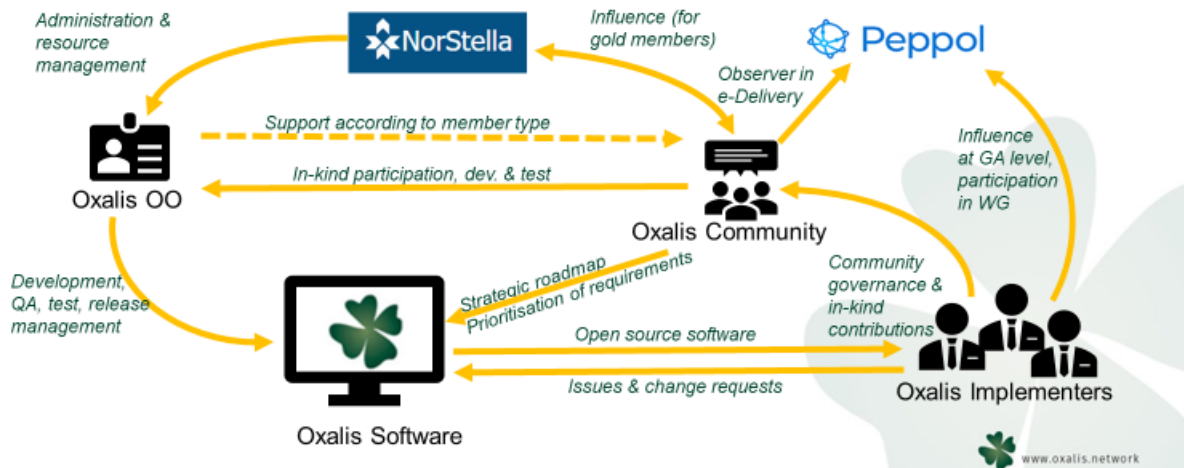 Administration &
resource
management
NorStella
Influence (for
gold members)
Peppol
Observer in
e-Delivery
Support according to member type
Influence
at GA level,
participation
in WG
In-kind participation, dev. & test
Oxalis OO
Oxalis Community
Development,
QA, test, release
management
Strategic roadmap
Prioritisation of requirements
Community
governance &
in-kind
contributions
Open source software
Issues & change requests
Oxalis Implementers
Oxalis Software
www.oxalis.network